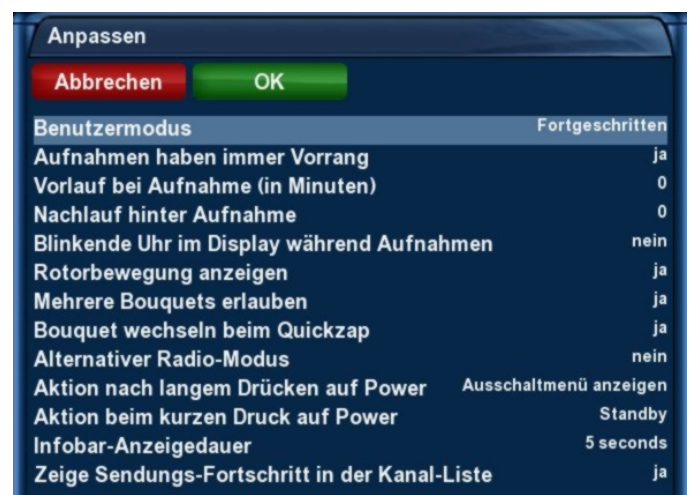 Anpassen
Abbrechen OK
Benutzermodus Fortgeschritten
Aufnahmen haben immer Vorrang ja
Vorlauf bei Aufnahme (in Minuten) 0
Nachlauf hinter Aufnahme 0
Blinkende Uhr im Display während Aufnahmen nein
Rotorbewegung anzeigen ja
Mehrere Bouquets erlauben ja
Bouquet wechseln beim Quickzap ja
Alternativer Radio-Modus nein
Aktion nach langem Drücken auf Power Ausschaltmenü anzeigen
Aktion beim kurzen Druck auf Power Standby
Infobar-Anzeigedauer 5 seconds
Zeige Sendungs-Fortschritt in der Kanal-Liste ja